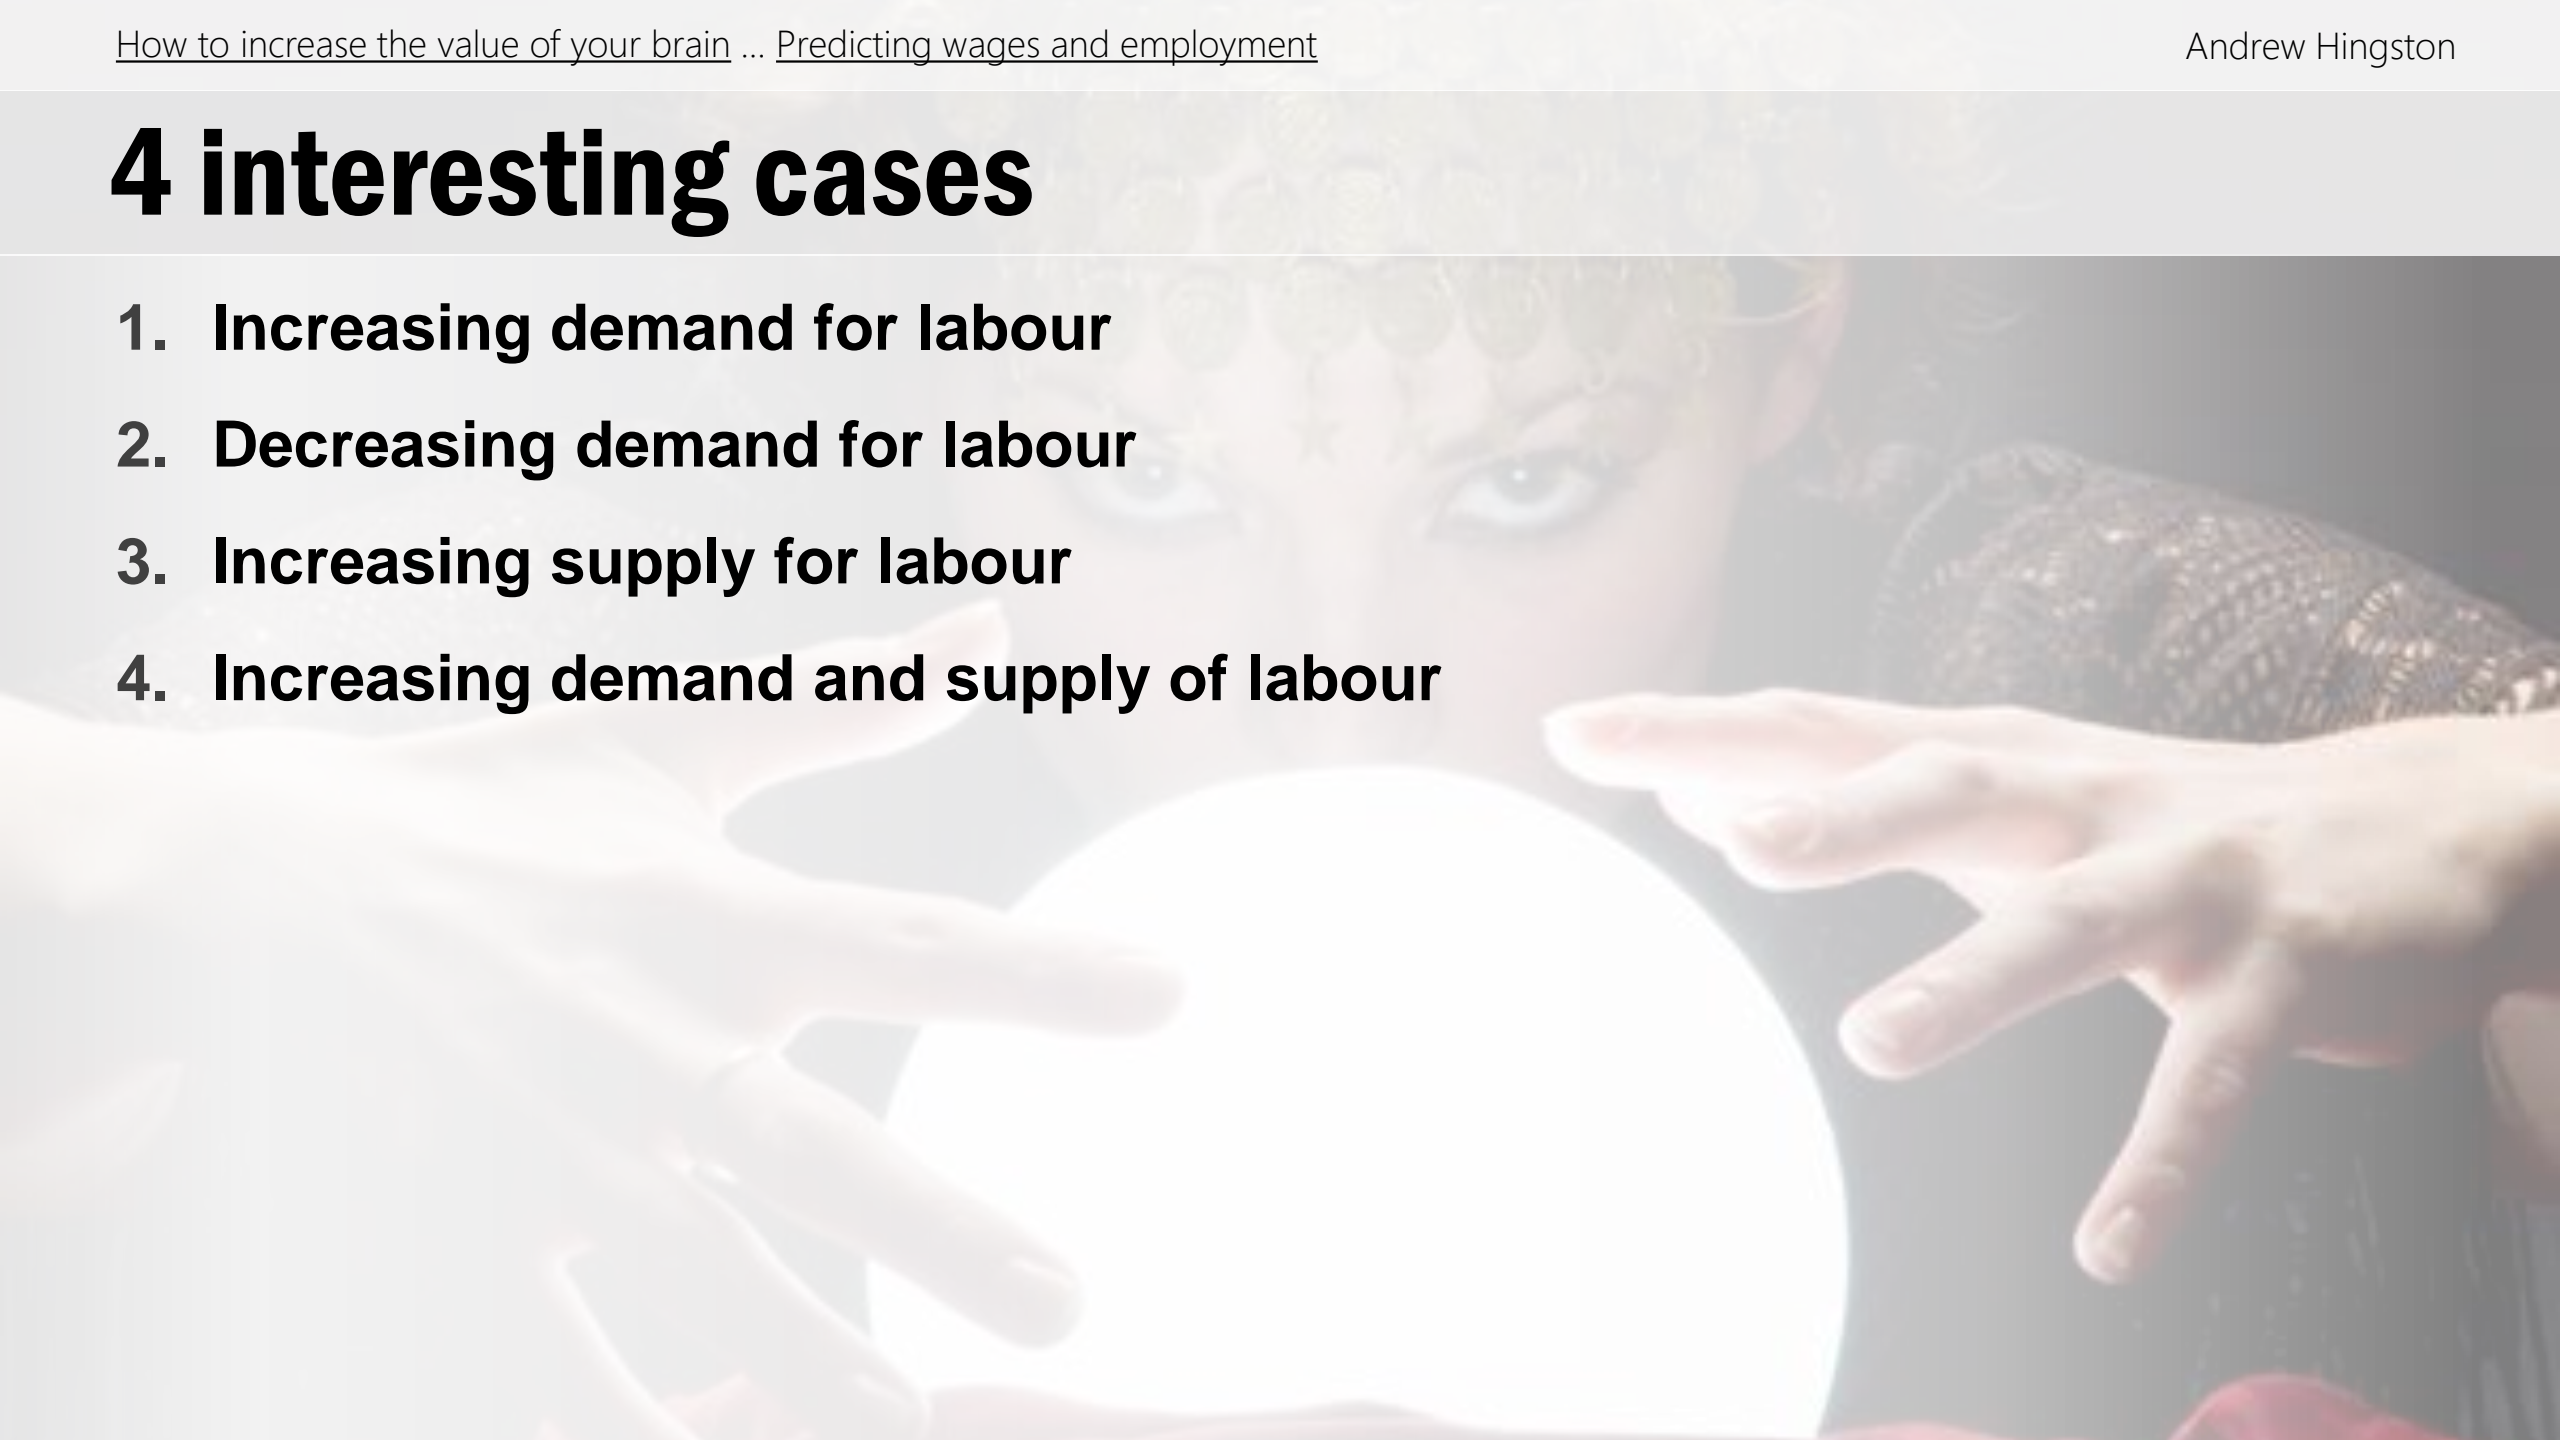 How to increase the value of your brain ... Predicting wages and employment
Andrew Hingston
4 interesting cases
1. Increasing demand for labour
2. Decreasing demand for labour
3. Increasing supply for labour
4. Increasing demand and supply of labour